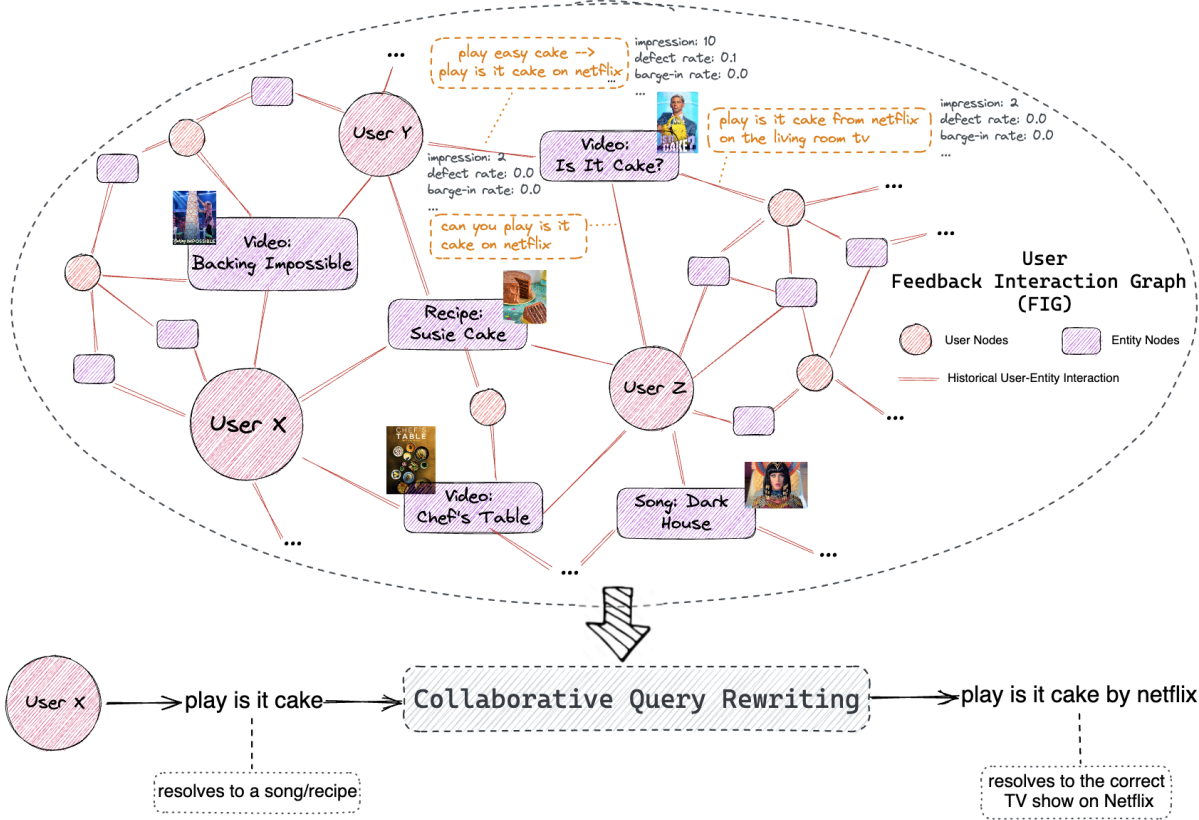 ...
play easy cake -->
play is it cake on netflix
...
impression: 10
defect rate: 0.1
barge-in rate: 0.0
...
User Y
impression: 2
defect rate: 0.0
barge-in rate: 0.0
...
Video:
Is It Cake?
play is it cake from netflix
on the living room tv
impression: 2
defect rate: 0.0
barge-in rate: 0.0
...
can you play is it
cake on netflix
...
...
Video:
Backing Impossible
Recipe:
Susie Cake
User
Feedback Interaction Graph
(FIG)
User Nodes
Entity Nodes
Historical User-Entity Interaction
User X
User Z
...
CHEF'S
TABLE
Video:
Chef's Table
Song: Dark
House
...
...
...
User X
play is it cake
Collaborative Query Rewriting
play is it cake by netflix
resolves to a song/recipe
resolves to the correct
TV show on Netflix